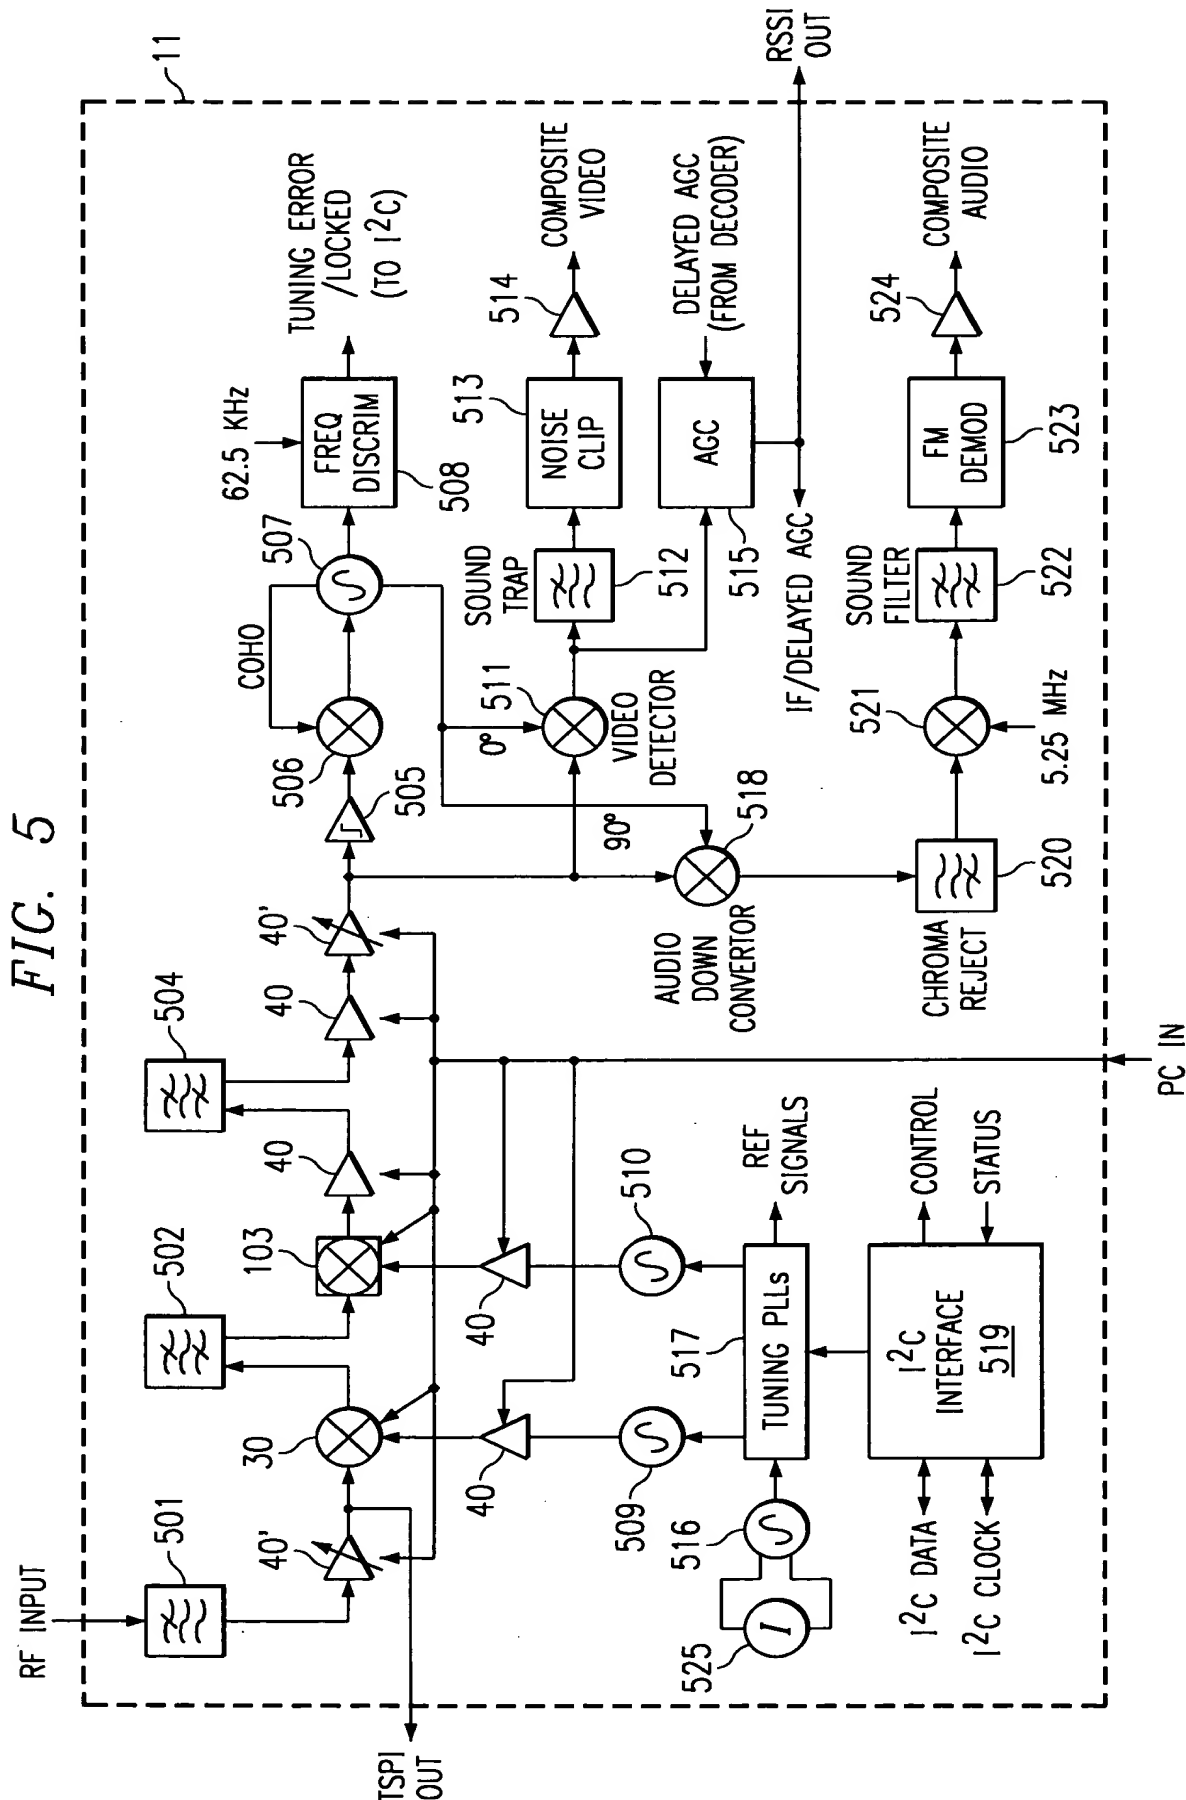 FIG. 5
11
RF INPUT
501
40'
TSPI
OUT
30
502
103
40
504
40
40'
505
506
COHO
507
62.5 KHz
FREQ
DISCRIM
508
TUNING ERROR
/LOCKED
(TO I²C)
40
40
509
510
0°
90°
511
VIDEO
DETECTOR
SOUND
TRAP
512
NOISE
CLIP
513
514
COMPOSITE
VIDEO
AGC
515
DELAYED AGC
(FROM DECODER)
IF/DELAYED AGC
RSSI
OUT
525
I
516
TUNING PLLs
517
REF
SIGNALS
AUDIO
DOWN
CONVERTOR
518
I²C DATA
I²C CLOCK
I²C
INTERFACE
519
CONTROL
STATUS
PC IN
CHROMA
REJECT
520
521
5.25 MHz
SOUND
FILTER
522
FM
DEMOD
523
524
COMPOSITE
AUDIO